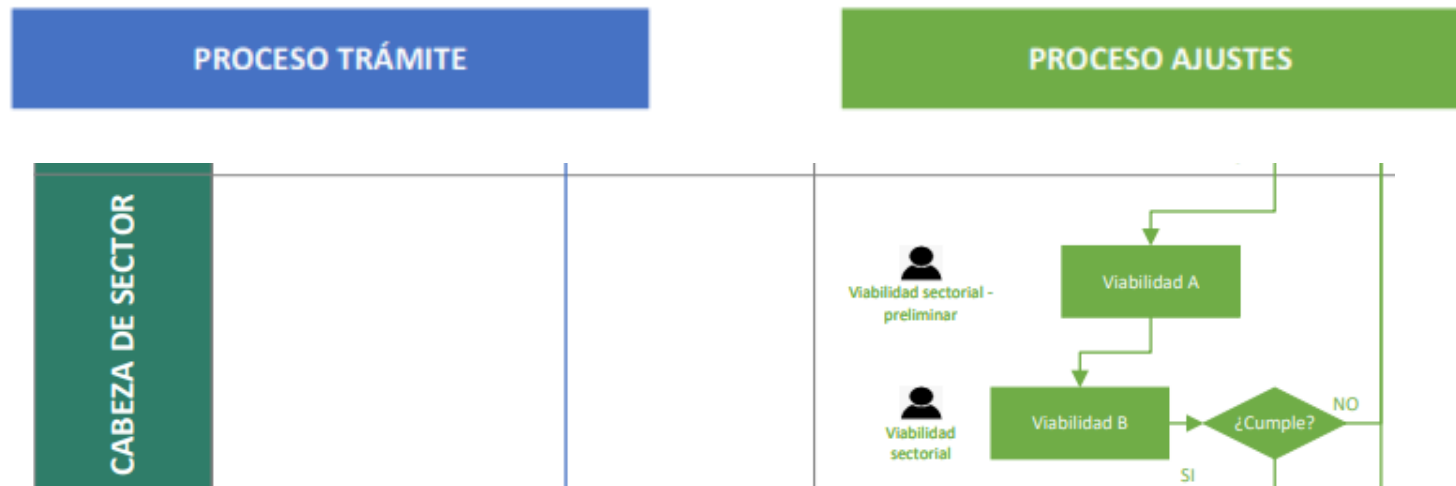 PROCESO TRÁMITE
PROCESO AJUSTES
CABEZA DE SECTOR
Viabilidad sectorial -
preliminar
Viabilidad A
Viabilidad
sectorial
Viabilidad B
¿Cumple?
NO
SI